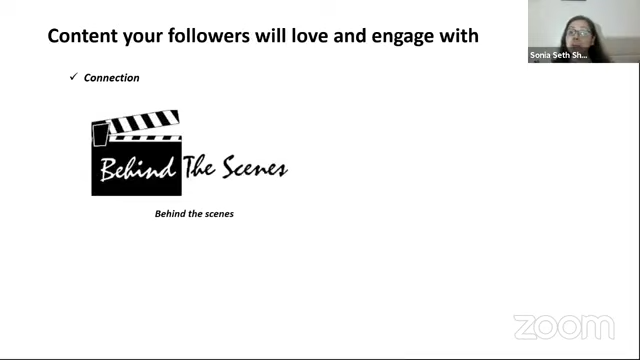 Content your followers will love and engage with
Sonia Seth Sh...
✓ Connection
Behind The Scenes
Behind the scenes
zoom